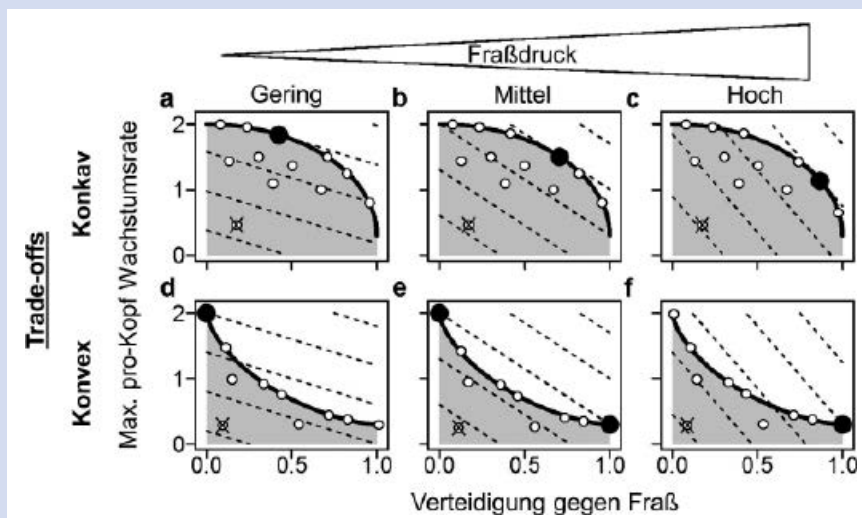 Fraßdruck
a Gering b Mittel c Hoch
2
1
0
d e f
2
1
0
0.0 0.5 1.0 0.0 0.5 1.0 0.0 0.5 1.0
Verteidigung gegen Fraß
Trade-offs
Konkav
Konvex
Max. pro-Kopf Wachstumsrate